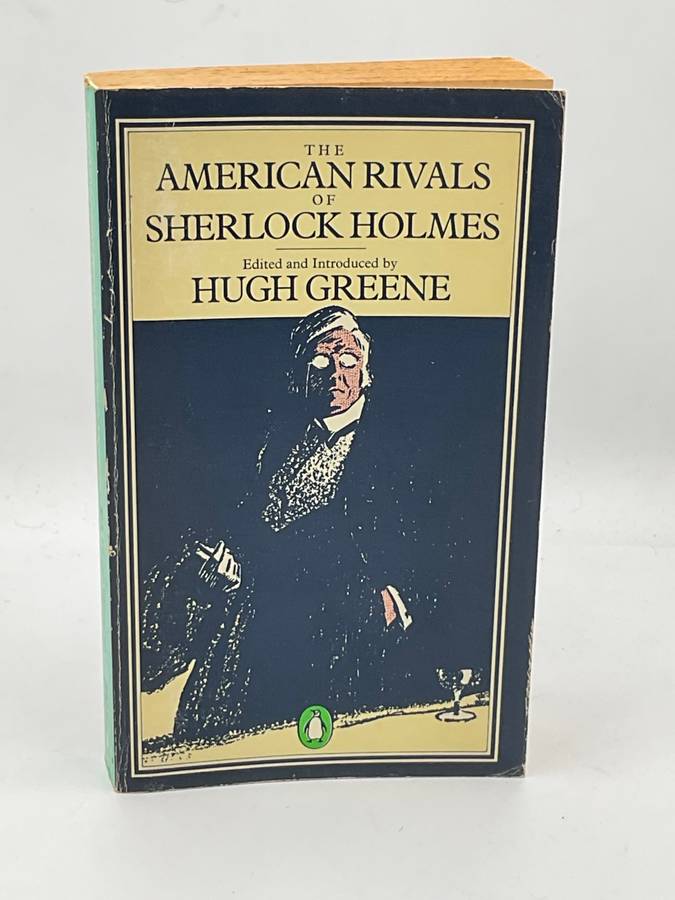 THE
AMERICAN RIVALS
OF
SHERLOCK HOLMES
Edited and Introduced by
HUGH GREENE